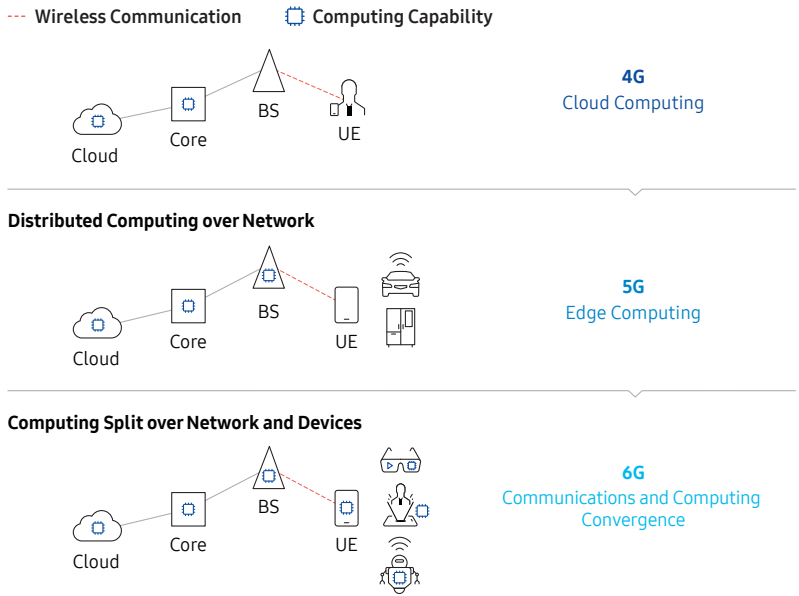 Wireless Communication
Computing Capability
4G
Cloud Computing
BS
Core
UE
Cloud
Distributed Computing over Network
5G
Edge Computing
BS
Core
UE
Cloud
Computing Split over Network and Devices
6G
Communications and Computing
Convergence
BS
Core
UE
Cloud